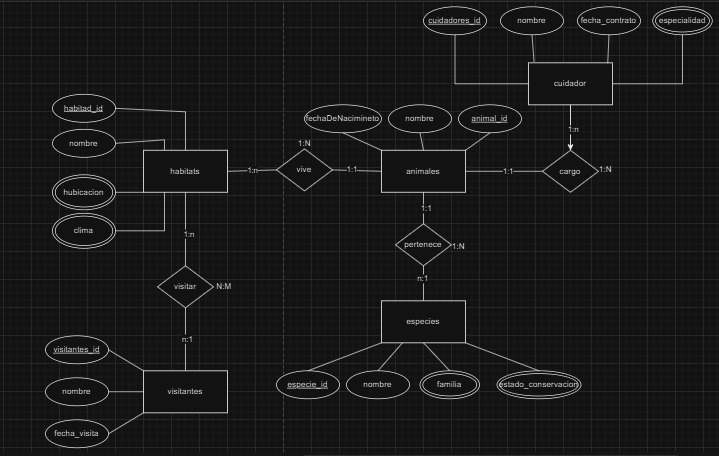 cuidadores_id
nombre
fecha_contrato
especialidad
cuidador
habitad_id
fechaDeNacimineto
nombre
animal_id
1:n
nombre
1:N
habitats
1:n
vive
1:1
animales
1:1
cargo
1:N
hubicacion
1:1
clima
1:n
pertenece
1:N
n:1
visitar
N:M
especies
n:1
visitantes_id
nombre
visitantes
especie_id
nombre
familia
estado_conservacion
fecha_visita